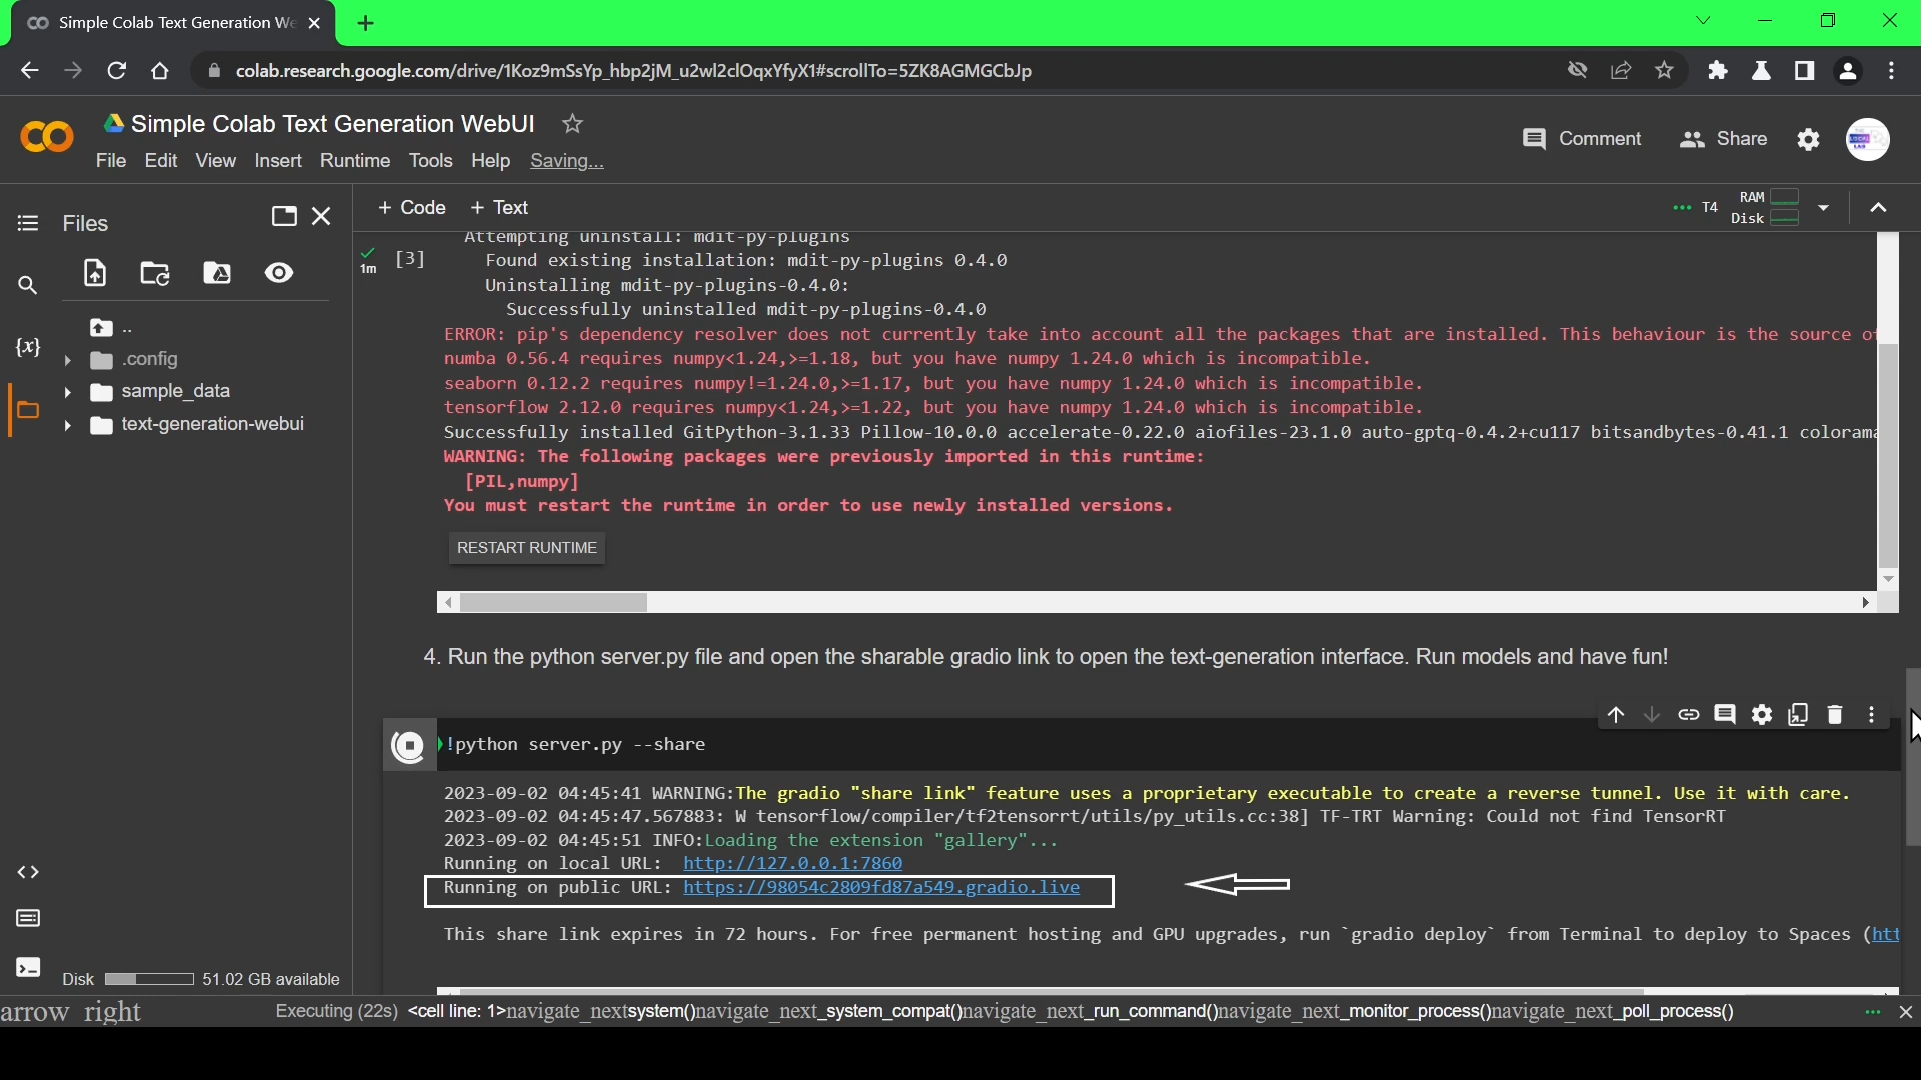 Simple Colab Text Generation We
colab.research.google.com/drive/1Koz9mSsYp_hbp2jM_u2wl2clOqxYfyX1#scrollTo=5ZK8AGMGCbJp
Simple Colab Text Generation WebUI
Comment
Share
File Edit View Insert Runtime Tools Help Saving...
Files
+ Code + Text
T4
RAM
Disk
..
.config
sample_data
text-generation-webui
{x}
1m
[3]
Attempting uninstall: mdit-py-plugins
Found existing installation: mdit-py-plugins 0.4.0
Uninstalling mdit-py-plugins-0.4.0:
Successfully uninstalled mdit-py-plugins-0.4.0
ERROR: pip's dependency resolver does not currently take into account all the packages that are installed. This behaviour is the source of
numba 0.56.4 requires numpy<1.24,>=1.18, but you have numpy 1.24.0 which is incompatible.
seaborn 0.12.2 requires numpy!=1.24.0,>=1.17, but you have numpy 1.24.0 which is incompatible.
tensorflow 2.12.0 requires numpy<1.24,>=1.22, but you have numpy 1.24.0 which is incompatible.
Successfully installed GitPython-3.1.33 Pillow-10.0.0 accelerate-0.22.0 aiofiles-23.1.0 auto-gptq-0.4.2+cu117 bitsandbytes-0.41.1 colorama
WARNING: The following packages were previously imported in this runtime:
[PIL,numpy]
You must restart the runtime in order to use newly installed versions.
RESTART RUNTIME
4. Run the python server.py file and open the sharable gradio link to open the text-generation interface. Run models and have fun!
!python server.py --share
2023-09-02 04:45:41 WARNING:The gradio "share link" feature uses a proprietary executable to create a reverse tunnel. Use it with care.
2023-09-02 04:45:47.567883: W tensorflow/compiler/tf2tensorrt/utils/py_utils.cc:38] TF-TRT Warning: Could not find TensorRT
2023-09-02 04:45:51 INFO:Loading the extension "gallery"...
Running on local URL: http://127.0.0.1:7860
Running on public URL: https://98054c2809fd87a549.gradio.live
This share link expires in 72 hours. For free permanent hosting and GPU upgrades, run `gradio deploy` from Terminal to deploy to Spaces (htt
Disk
51.02 GB available
arrow_right
Executing (22s) <cell line: 1>navigate_nextsystem()navigate_next_system_compat()navigate_next_run_command()navigate_next_monitor_process()navigate_next_poll_process()